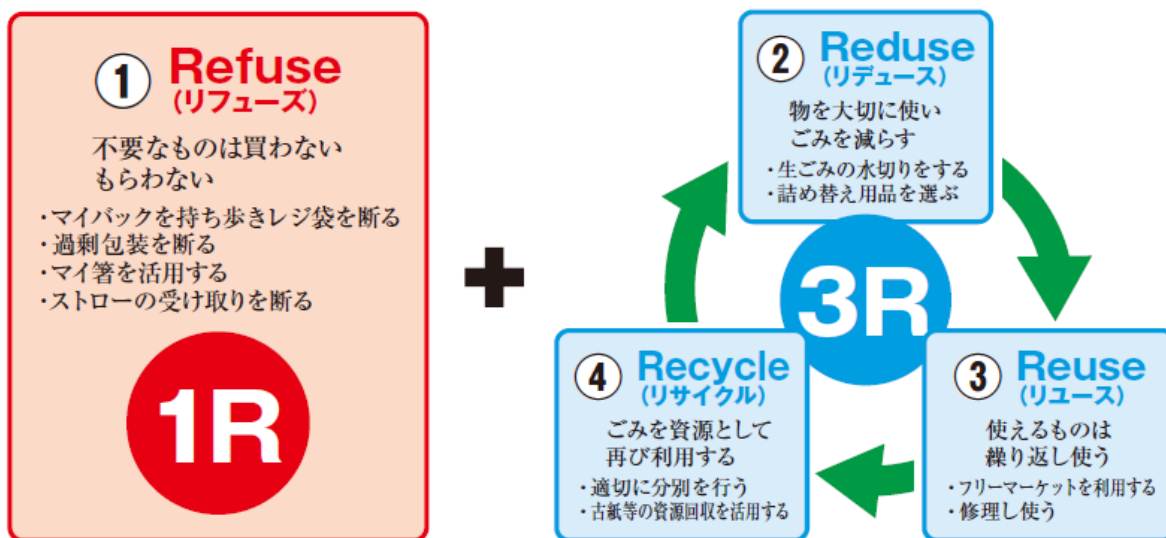 ① Refuse
(リフューズ)
不要なものは買わない
もらわない
・マイバックを持ち歩きレジ袋を断る
・過剰包装を断る
・マイ箸を活用する
・ストローの受け取りを断る
1R
+
② Reduse
(リデュース)
物を大切に使い
ごみを減らす
・生ごみの水切りをする
・詰め替え用品を選ぶ
3R
③ Reuse
(リユース)
使えるものは
繰り返し使う
・フリーマーケットを利用する
・修理し使う
④ Recycle
(リサイクル)
ごみを資源として
再び利用する
・適切に分別を行う
・古紙等の資源回収を活用する